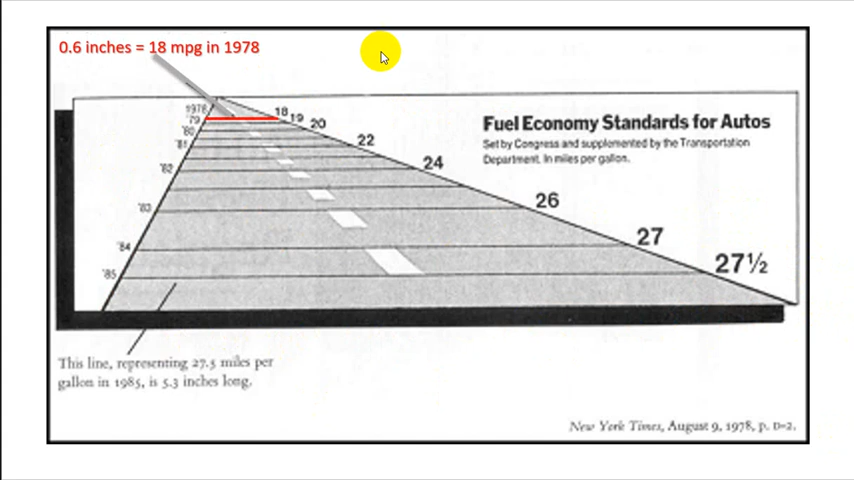 0.6 inches = 18 mpg in 1978
Fuel Economy Standards for Autos
Set by Congress and supplemented by the Transportation
Department. In miles per gallon.
1978
'79
'80
'81
'82
'83
'84
'85
18
19
20
22
24
26
27
27½
This line, representing 27.5 miles per
gallon in 1985, is 5.3 inches long.
New York Times, August 9, 1978, p. D-2.